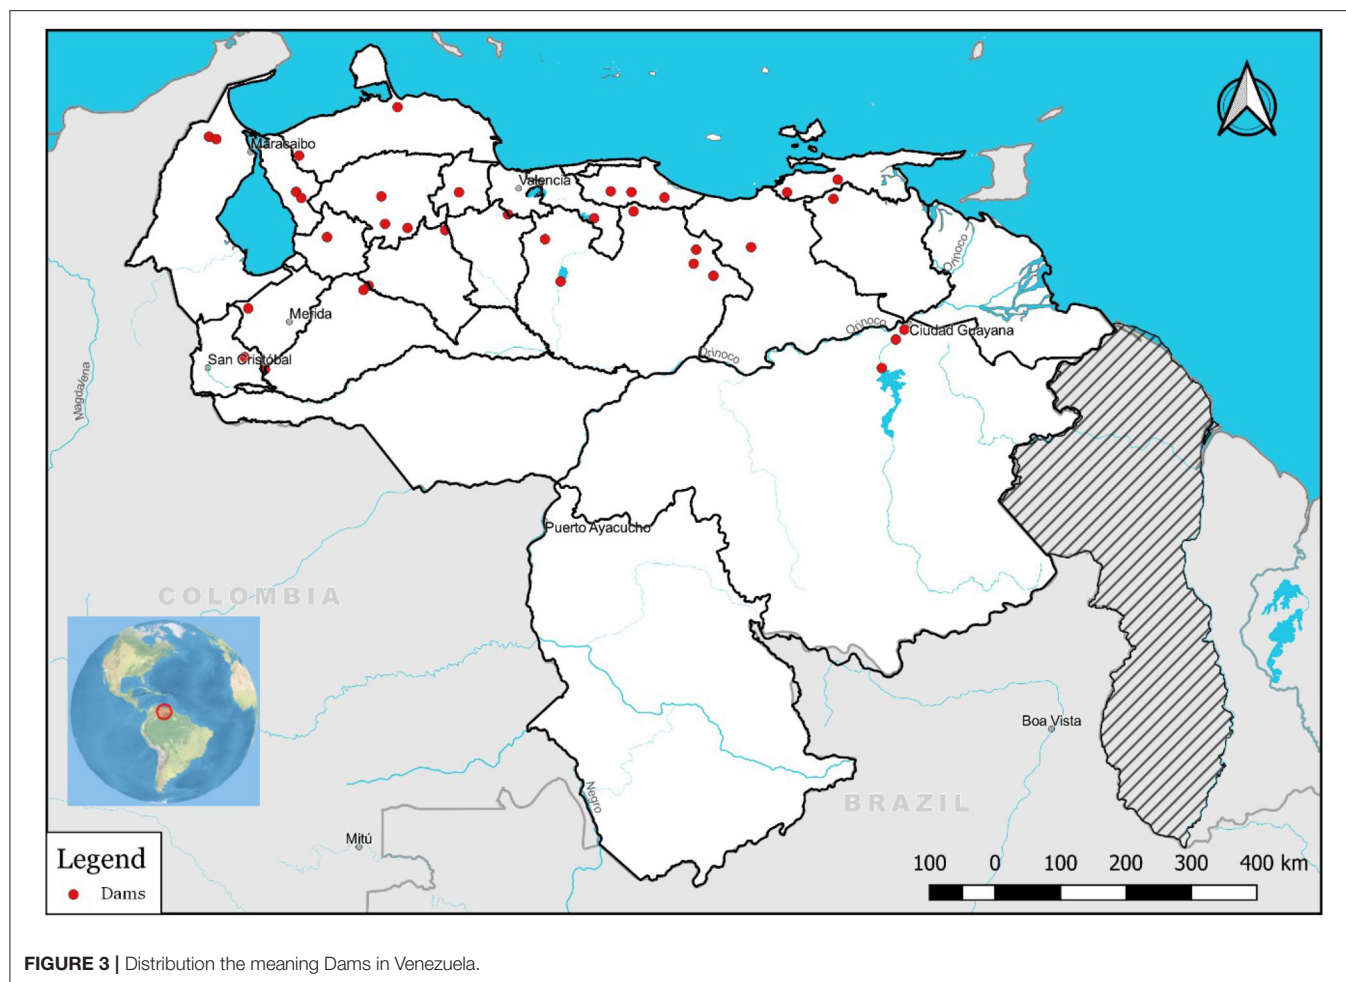 Maracaibo
Valencia
Orinoco
Merida
Orinoco
Orinoco
Ciudad Guayana
San Cristóbal
Magdalena
Puerto Ayacucho
COLOMBIA
Boa Vista
Negro
BRAZIL
Mitú
Legend
Dams
100 0 100 200 300 400 km
FIGURE 3 | Distribution the meaning Dams in Venezuela.